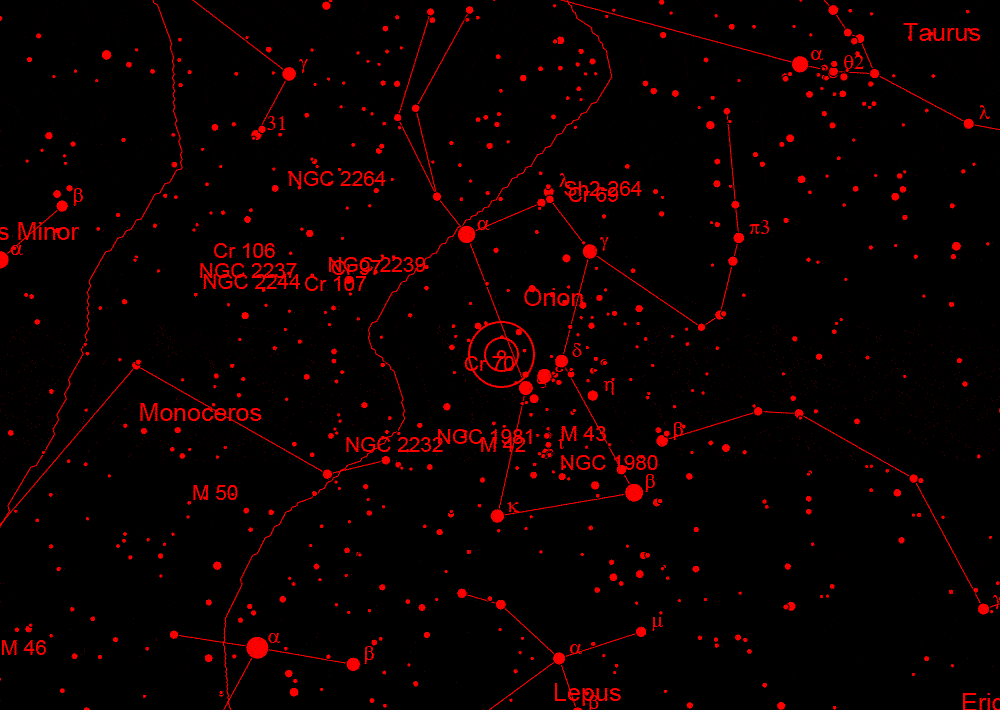 Taurus
γ
α
θ2
31
λ
NGC 2264
λ
Sh2-264
Cr 69
β
α
π3
s Minor
γ
α
Cr 106
NGC 2239
NGC 2237
NGC 2244
Cr 107
Orion
δ
Cr 70
η
Monoceros
β
NGC 1981
M 43
NGC 2232
M 42
NGC 1980
β
M 50
κ
μ
α
M 46
β
α
Lepus
β
Eric